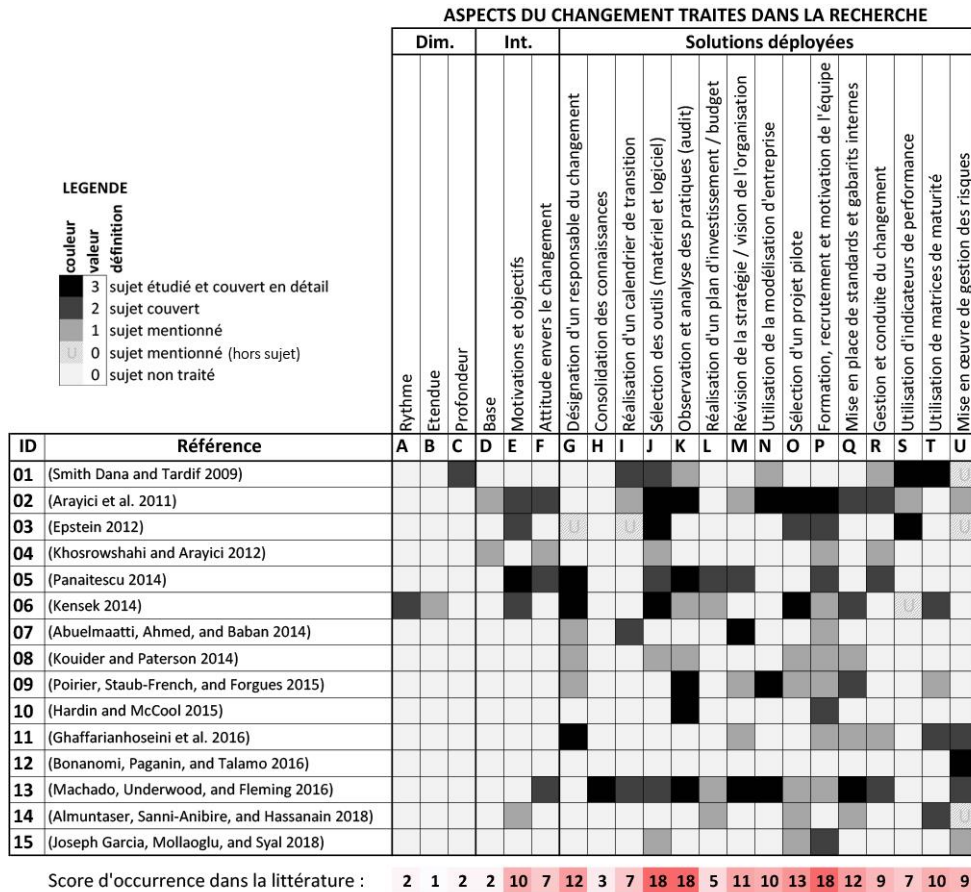 ASPECTS DU CHANGEMENT TRAITES DANS LA RECHERCHE
Dim. Int. Solutions déployées
Rythme
Etendue
Profondeur
Base
Motivations et objectifs
Attitude envers le changement
Désignation d'un responsable du changement
Consolidation des connaissances
Réalisation d'un calendrier de transition
Sélection des outils (matériel et logiciel)
Observation et analyse des pratiques (audit)
Réalisation d'un plan d'investissement / budget
Révision de la stratégie / vision de l'organisation
Utilisation de la modélisation d'entreprise
Sélection d'un projet pilote
Formation, recrutement et motivation de l'équipe
Mise en place de standards et gabarits internes
Gestion et conduite du changement
Utilisation d'indicateurs de performance
Utilisation de matrices de maturité
Mise en œuvre de gestion des risques
LEGENDE
couleur valeur définition
3 sujet étudié et couvert en détail
2 sujet couvert
1 sujet mentionné
U 0 sujet mentionné (hors sujet)
0 sujet non traité
ID Référence A B C D E F G H I J K L M N O P Q R S T U
01 (Smith Dana and Tardif 2009) U
02 (Arayici et al. 2011)
03 (Epstein 2012) U U U
04 (Khosrowshahi and Arayici 2012)
05 (Panaitescu 2014)
06 (Kensek 2014) U
07 (Abuelmaatti, Ahmed, and Baban 2014)
08 (Kouider and Paterson 2014)
09 (Poirier, Staub-French, and Forgues 2015)
10 (Hardin and McCool 2015)
11 (Ghaffarianhoseini et al. 2016)
12 (Bonanomi, Paganin, and Talamo 2016)
13 (Machado, Underwood, and Fleming 2016)
14 (Almuntaser, Sanni-Anibire, and Hassanain 2018) U
15 (Joseph Garcia, Mollaoglu, and Syal 2018)
Score d'occurrence dans la littérature : 2 1 2 2 10 7 12 3 7 18 18 5 11 10 13 18 12 9 7 10 9